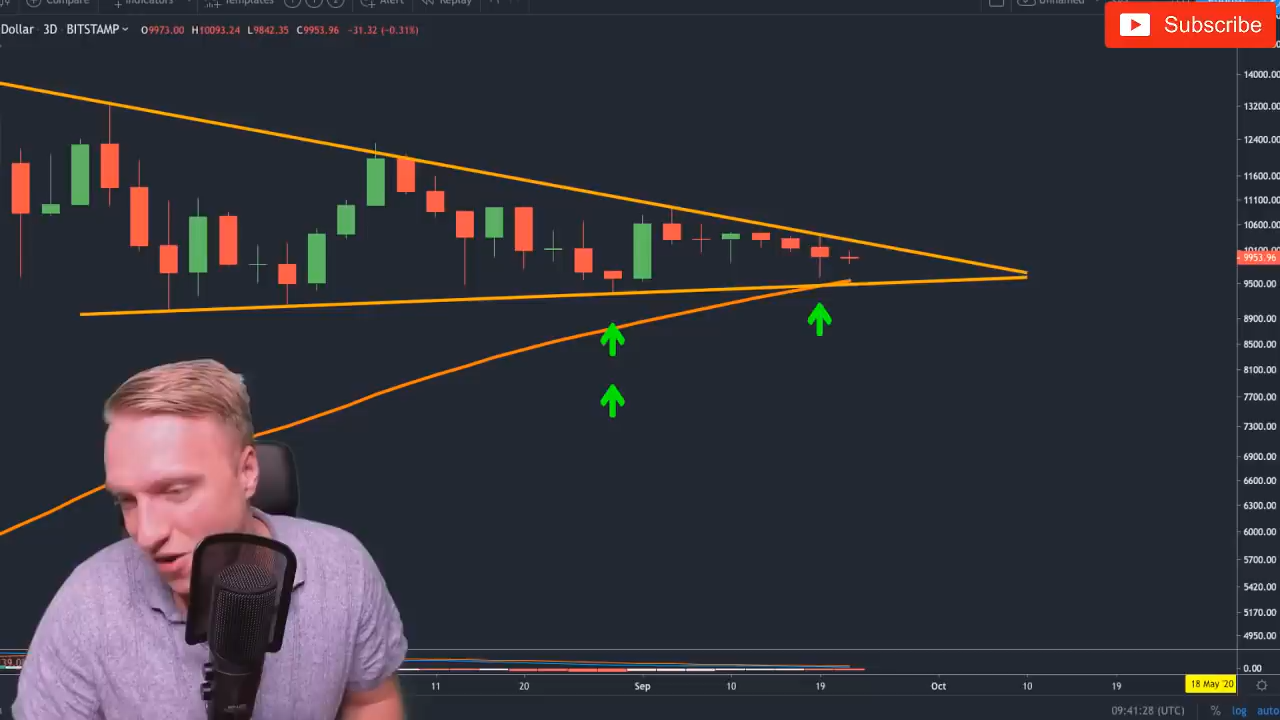 Compare
Indicators
Templates
Alert
Replay
Unnamed
Subscribe
Dollar 3D BITSTAMP O9973.00 H10093.24 L9842.35 C9953.96 -31.32 (-0.31%)
14000.00
13200.00
12400.00
11600.00
11100.00
10600.00
9953.96
9500.00
8900.00
8500.00
8100.00
7700.00
7300.00
6900.00
6600.00
6300.00
6000.00
5700.00
5420.00
5170.00
4950.00
0.00
11 20 Sep 10 19 Oct 10 19 18 May '20
09:41:28 (UTC) % log auto